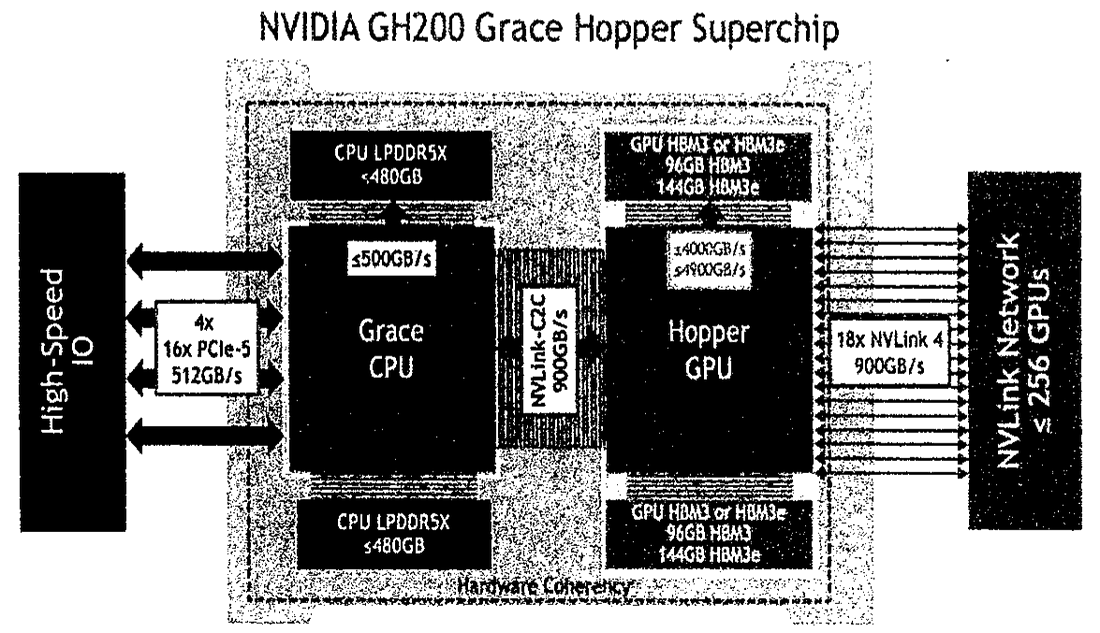 NVIDIA GH200 Grace Hopper Superchip
CPU LPDDR5X
≤480GB
GPU HBM3 or HBM3e
96GB HBM3
144GB HBM3e
High-Speed
IO
4x
16x PCIe-5
512GB/s
≤500GB/s
Grace
CPU
NVLink-C2C
900GB/s
≤4000GB/s
≤4900GB/s
Hopper
GPU
18x NVLink 4
900GB/s
NVLink Network
≤ 256 GPUs
CPU LPDDR5X
≤480GB
GPU HBM3 or HBM3e
96GB HBM3
144GB HBM3e
Hardware Coherency